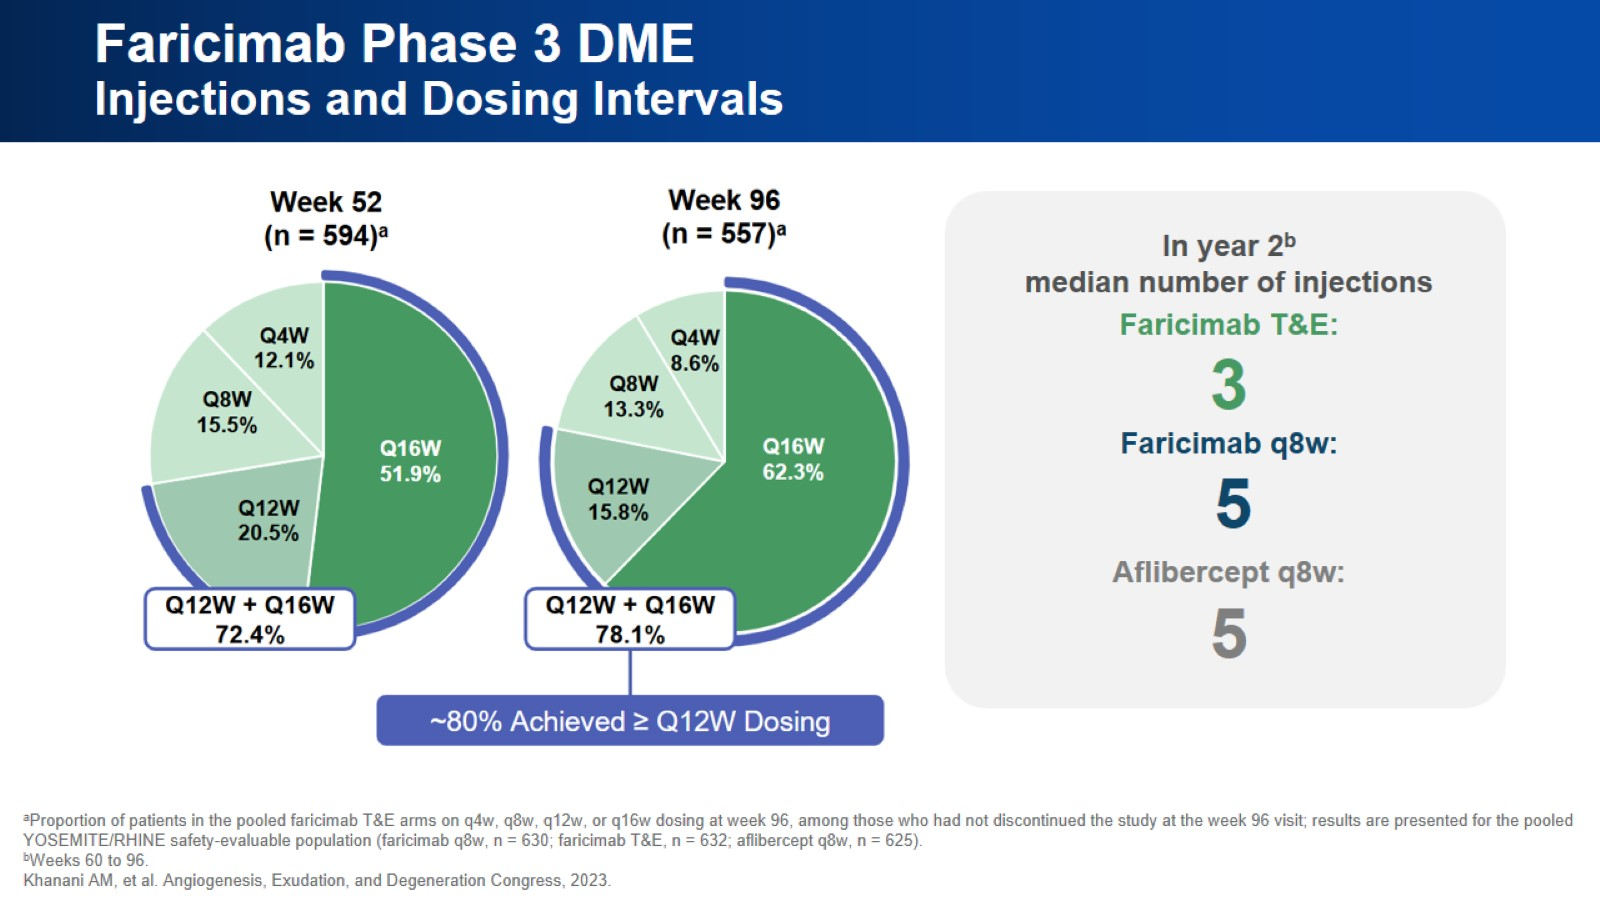 Faricimab Phase 3 DME
Injections and Dosing Intervals
Week 52
(n = 594)ᵃ
Q4W
12.1%
Q8W
15.5%
Q16W
51.9%
Q12W
20.5%
Q12W + Q16W
72.4%
Week 96
(n = 557)ᵃ
Q4W
8.6%
Q8W
13.3%
Q16W
62.3%
Q12W
15.8%
Q12W + Q16W
78.1%
~80% Achieved ≥ Q12W Dosing
In year 2ᵇ
median number of injections
Faricimab T&E:
3
Faricimab q8w:
5
Aflibercept q8w:
5
ᵃProportion of patients in the pooled faricimab T&E arms on q4w, q8w, q12w, or q16w dosing at week 96, among those who had not discontinued the study at the week 96 visit; results are presented for the pooled
YOSEMITE/RHINE safety-evaluable population (faricimab q8w, n = 630; faricimab T&E, n = 632; aflibercept q8w, n = 625).
ᵇWeeks 60 to 96.
Khanani AM, et al. Angiogenesis, Exudation, and Degeneration Congress, 2023.